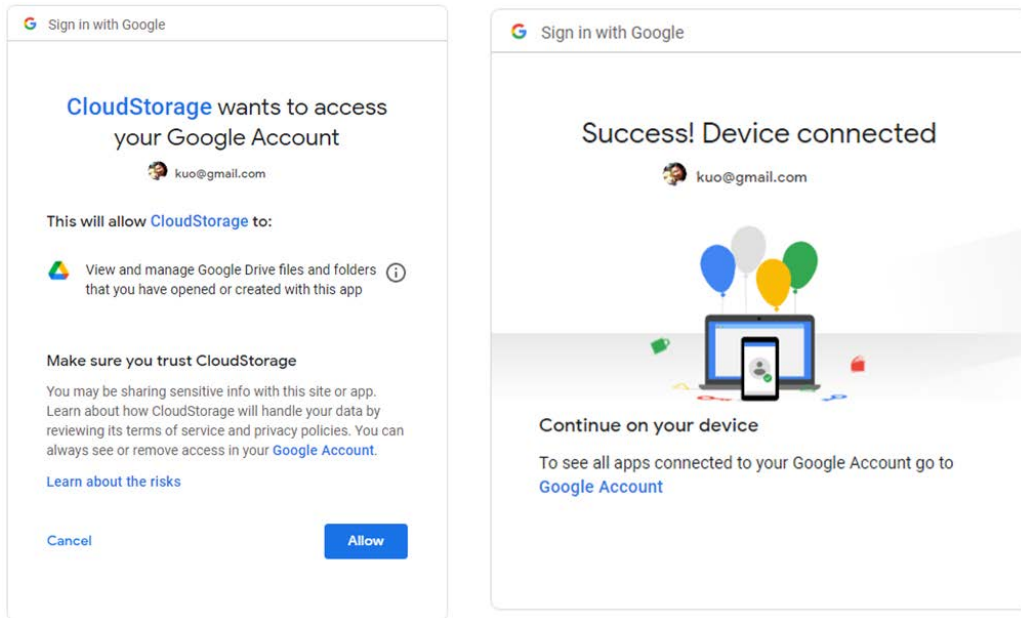 Sign in with Google
CloudStorage wants to access
your Google Account
kuo@gmail.com
This will allow CloudStorage to:
View and manage Google Drive files and folders
that you have opened or created with this app
Make sure you trust CloudStorage
You may be sharing sensitive info with this site or app.
Learn about how CloudStorage will handle your data by
reviewing its terms of service and privacy policies. You can
always see or remove access in your Google Account.
Learn about the risks
Cancel
Allow
Sign in with Google
Success! Device connected
kuo@gmail.com
Continue on your device
To see all apps connected to your Google Account go to
Google Account